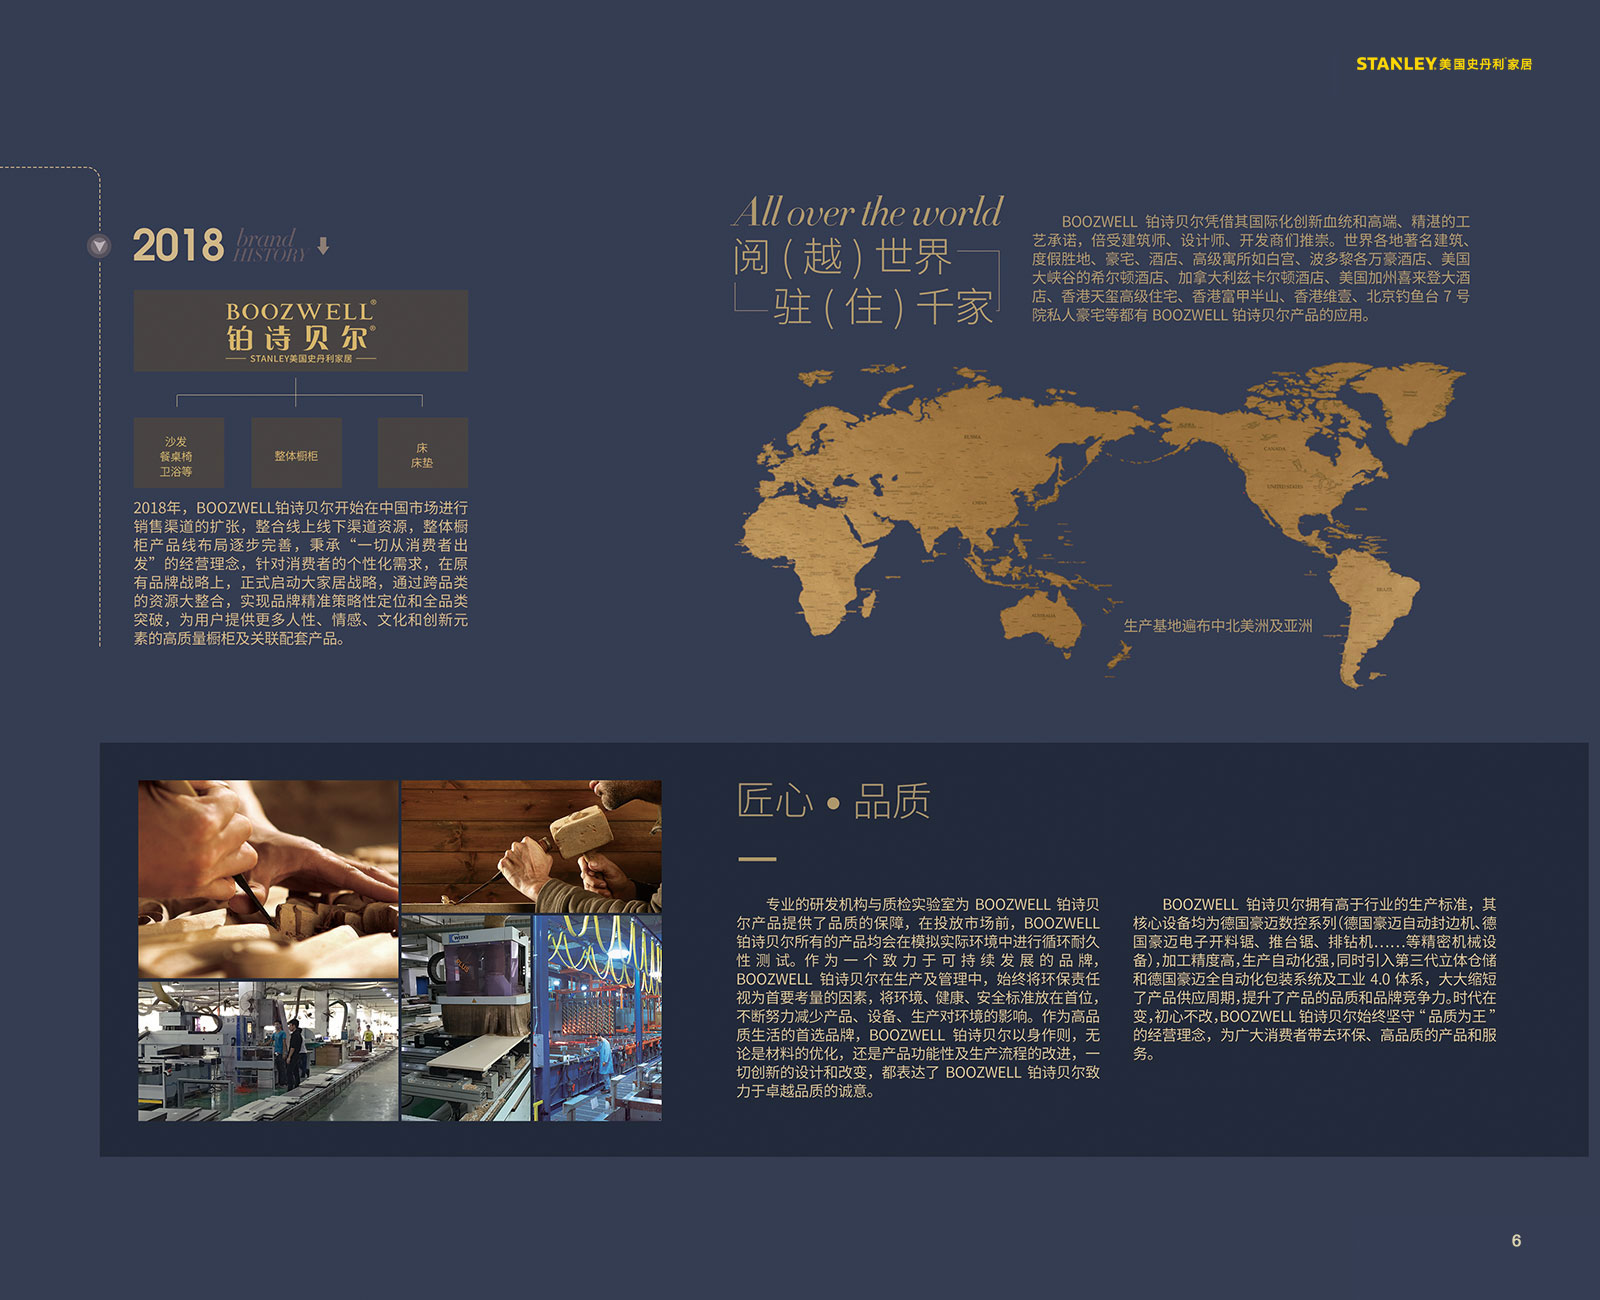 STANLEY 美国史丹利家居
2018 brand HISTORY
BOOZWELL®
铂诗贝尔®
STANLEY美国史丹利家居
沙发
餐桌椅
卫浴等
整体橱柜
床
床垫
2018年，BOOZWELL铂诗贝尔开始在中国市场进行
销售渠道的扩张，整合线上线下渠道资源，整体橱
柜产品线布局逐步完善，秉承“一切从消费者出
发”的经营理念，针对消费者的个性化需求，在原
有品牌战略上，正式启动大家居战略，通过跨品类
的资源大整合，实现品牌精准策略性定位和全品类
突破，为用户提供更多人性、情感、文化和创新元
素的高质量橱柜及关联配套产品。
All over the world
阅(越)世界
驻(住)千家
BOOZWELL 铂诗贝尔凭借其国际化创新血统和高端、精湛的工
艺承诺，倍受建筑师、设计师、开发商们推崇。世界各地著名建筑、
度假胜地、豪宅、酒店、高级寓所如白宫、波多黎各万豪酒店、美国
大峡谷的希尔顿酒店、加拿大利兹卡尔顿酒店、美国加州喜来登大酒
店、香港天玺高级住宅、香港富甲半山、香港维壹、北京钓鱼台 7 号
院私人豪宅等都有 BOOZWELL 铂诗贝尔产品的应用。
RUSSIA
CANADA
UNITED STATES
CHINA
BRAZIL
AUSTRALIA
生产基地遍布中北美洲及亚洲
匠心·品质
专业的研发机构与质检实验室为 BOOZWELL 铂诗贝
尔产品提供了品质的保障，在投放市场前，BOOZWELL
铂诗贝尔所有的产品均会在模拟实际环境中进行循环耐久
性测试。作为一个致力于可持续发展的品牌，
BOOZWELL 铂诗贝尔在生产及管理中，始终将环保责任
视为首要考量的因素，将环境、健康、安全标准放在首位，
不断努力减少产品、设备、生产对环境的影响。作为高品
质生活的首选品牌，BOOZWELL 铂诗贝尔以身作则，无
论是材料的优化，还是产品功能性及生产流程的改进，一
切创新的设计和改变，都表达了 BOOZWELL 铂诗贝尔致
力于卓越品质的诚意。
BOOZWELL 铂诗贝尔拥有高于行业的生产标准，其
核心设备均为德国豪迈数控系列（德国豪迈自动封边机、德
国豪迈电子开料锯、推台锯、排钻机……等精密机械设
备），加工精度高，生产自动化强，同时引入第三代立体仓储
和德国豪迈全自动化包装系统及工业 4.0 体系，大大缩短
了产品供应周期，提升了产品的品质和品牌竞争力。时代在
变，初心不改，BOOZWELL 铂诗贝尔始终坚守“品质为王”
的经营理念，为广大消费者带去环保、高品质的产品和服
务。
6